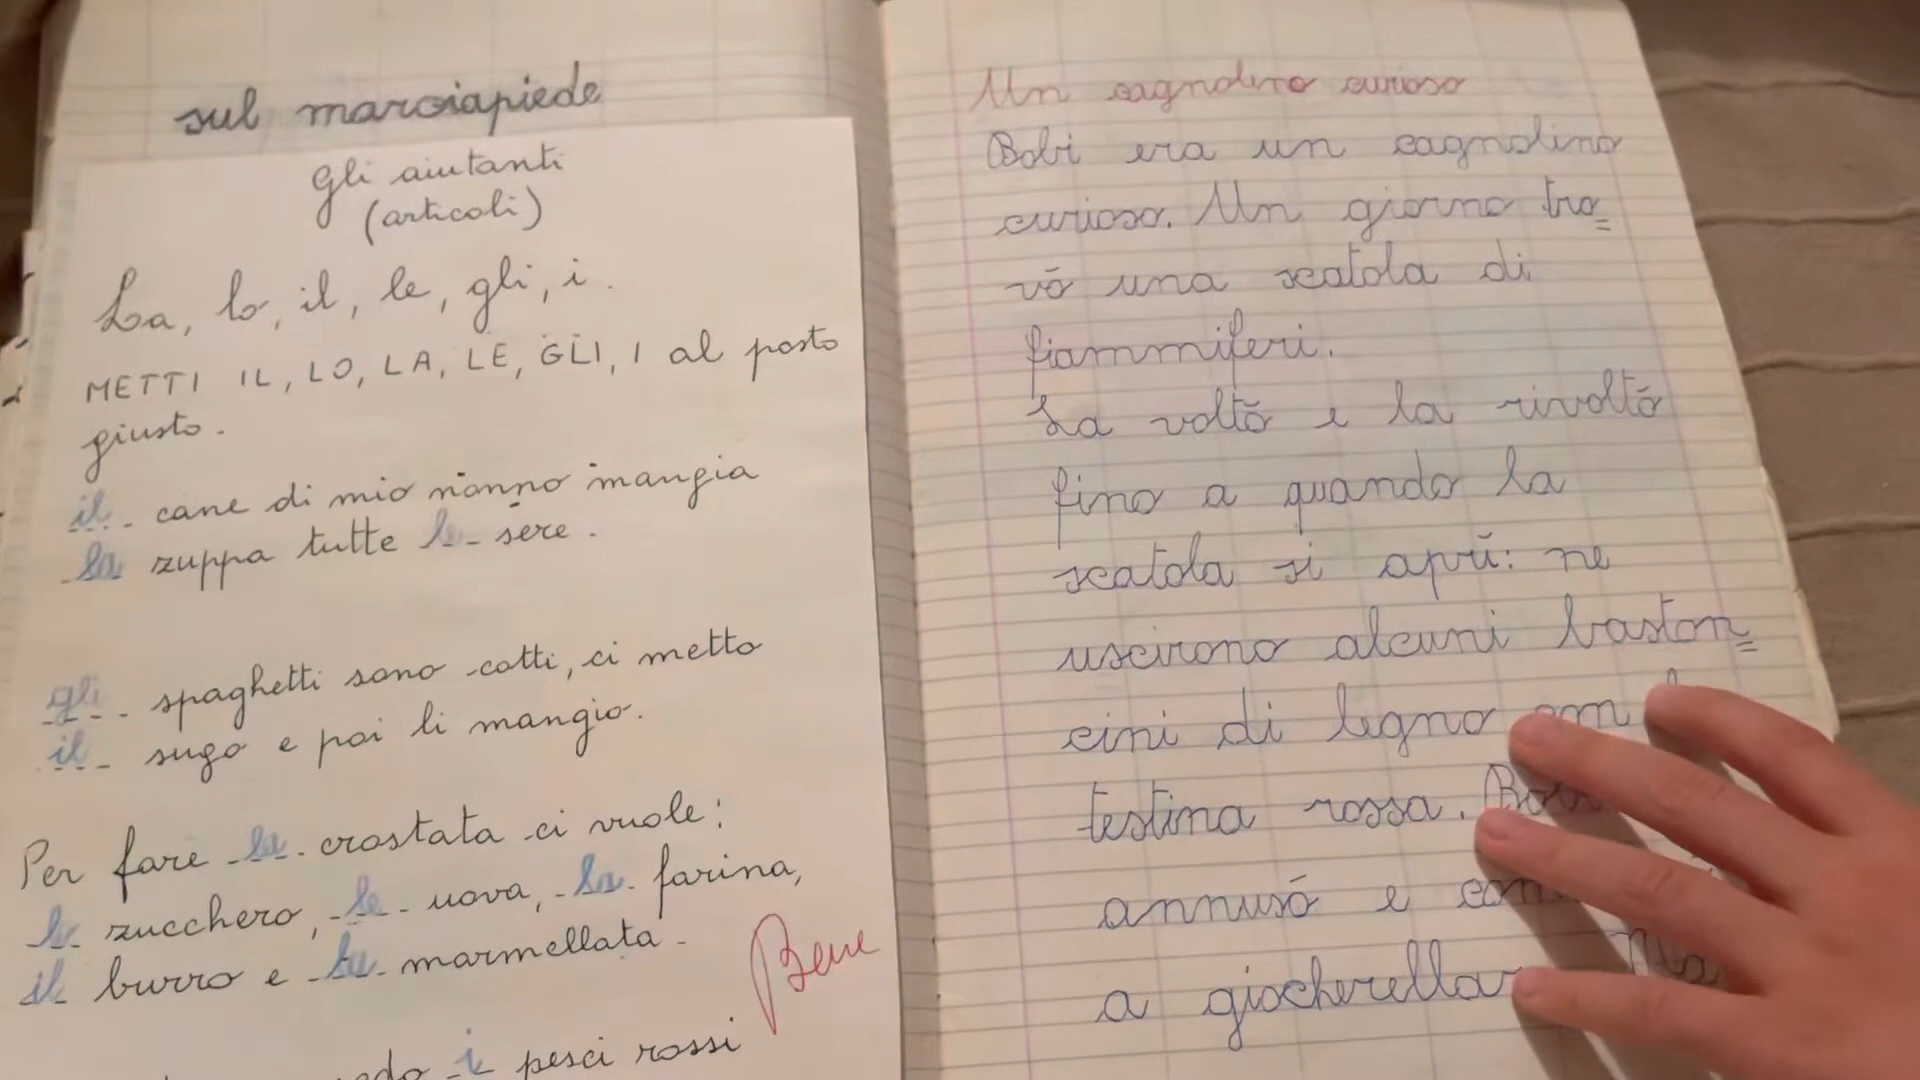 sul marciapiede
Gli aiutanti
(articoli)
La, lo, il, le, gli, i.
METTI IL, LO, LA, LE, GLI, I al posto
giusto.
il cane di mio nonno mangia
la zuppa tutte le sere.
gli spaghetti sono cotti, ci metto
il sugo e poi li mangio.
Per fare la crostata ci vuole:
lo zucchero, le uova, la farina,
il burro e la marmellata.
Bene
i pesci rossi
Un cagnolino curioso
Bobi era un cagnolino
curioso. Un giorno tro=
vò una scatola di
fiammiferi.
La voltò e la rivoltò
fino a quando la
scatola si aprì: ne
uscirono alcuni baston=
cini di legno con
testina rossa. Bobi
annusò e
a giocherellar Ma